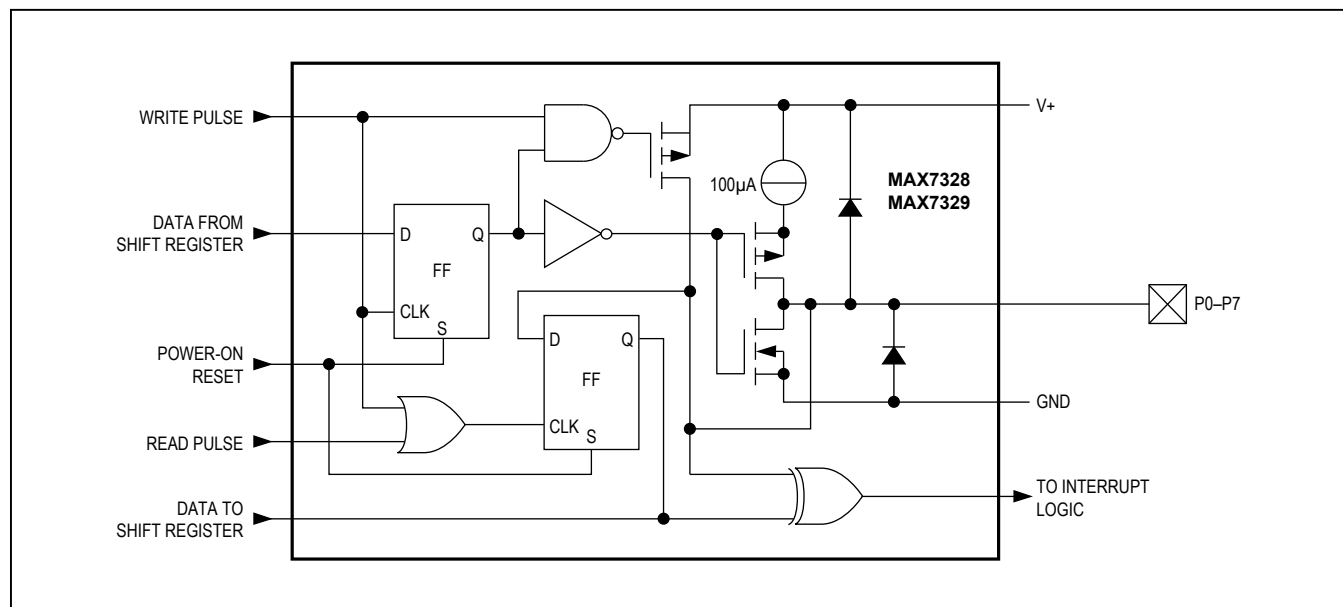 WRITE PULSE
V+
100µA
MAX7328
MAX7329
DATA FROM
SHIFT REGISTER
D
Q
FF
CLK
S
P0–P7
D
Q
FF
CLK
S
POWER-ON
RESET
GND
READ PULSE
DATA TO
SHIFT REGISTER
TO INTERRUPT
LOGIC